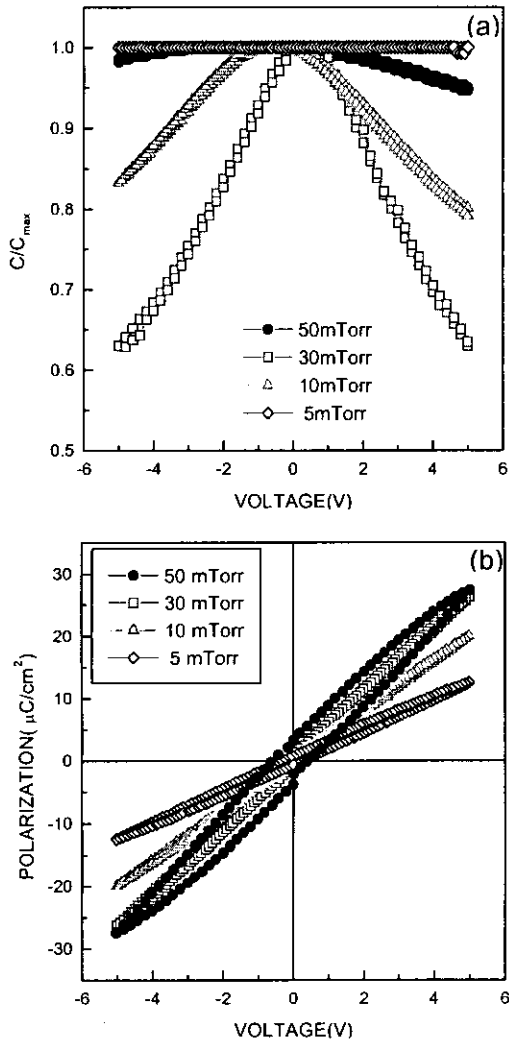 (a)
1.0
0.9
0.8
0.7
0.6
0.5
C/Cmax
50mTorr
30mTorr
10mTorr
5mTorr
-6 -4 -2 0 2 4 6
VOLTAGE(V)
(b)
50 mTorr
30 mTorr
10 mTorr
5 mTorr
30
20
10
0
-10
-20
-30
POLARIZATION( μC/cm²)
-6 -4 -2 0 2 4 6
VOLTAGE(V)